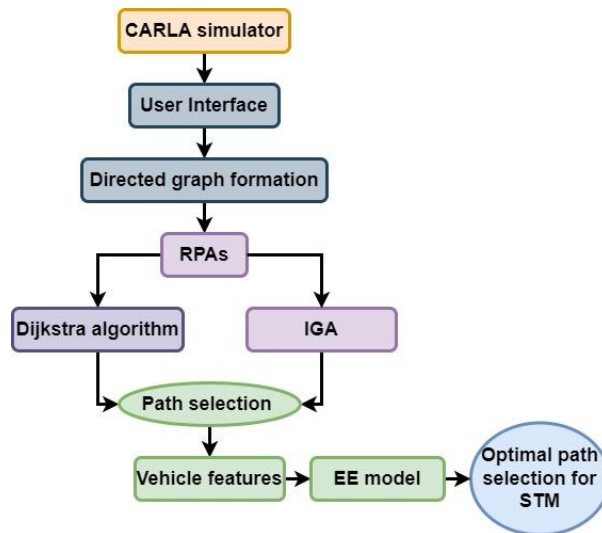 CARLA simulator
User Interface
Directed graph formation
RPAs
Dijkstra algorithm
IGA
Path selection
Vehicle features
EE model
Optimal path
selection for
STM